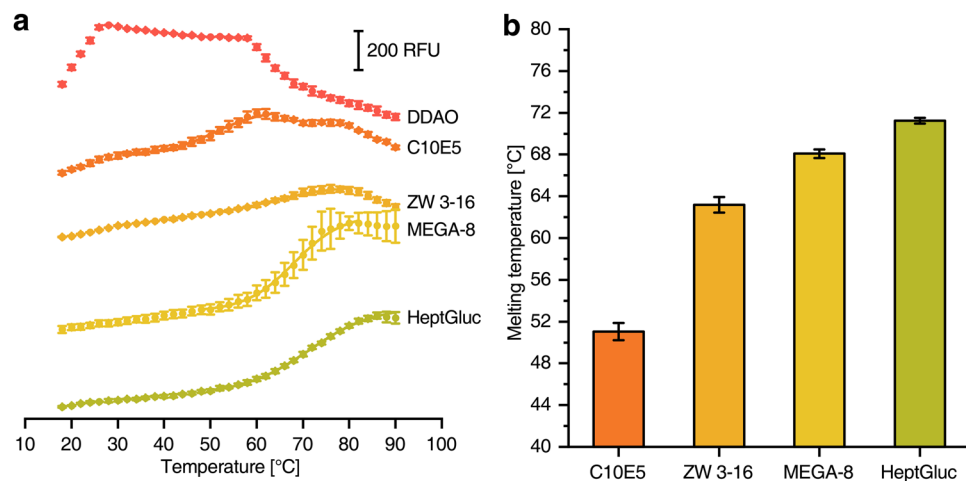 a
200 RFU
DDAO
C10E5
ZW 3-16
MEGA-8
HeptGluc
10 20 30 40 50 60 70 80 90 100
Temperature [°C]
b
Melting temperature [°C]
80
76
72
68
64
60
56
52
48
44
40
C10E5 ZW 3-16 MEGA-8 HeptGluc